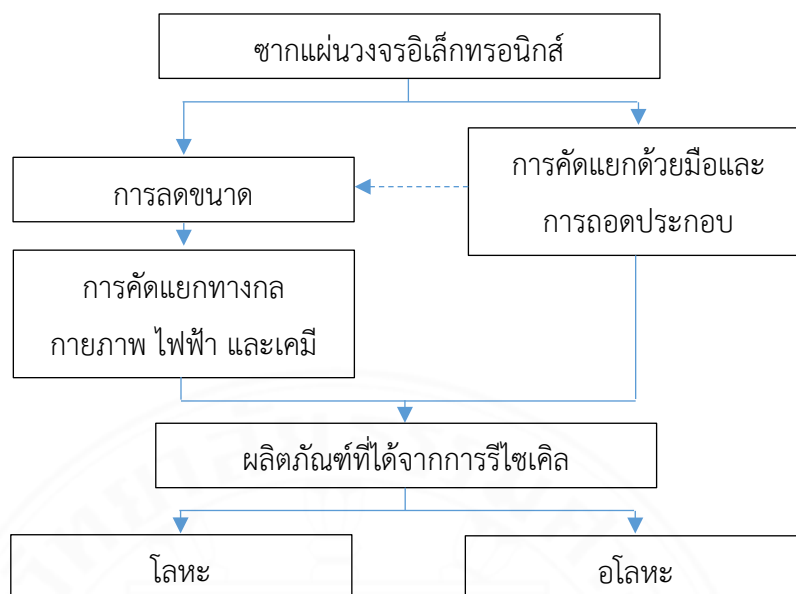 ซากแผ่นวงจรอิเล็กทรอนิกส์
การคัดแยกด้วยมือและ
การถอดประกอบ
การลดขนาด
การคัดแยกทางกล
กายภาพ ไฟฟ้า และเคมี
ผลิตภัณฑ์ที่ได้จากการรีไซเคิล
โลหะ
อโลหะ